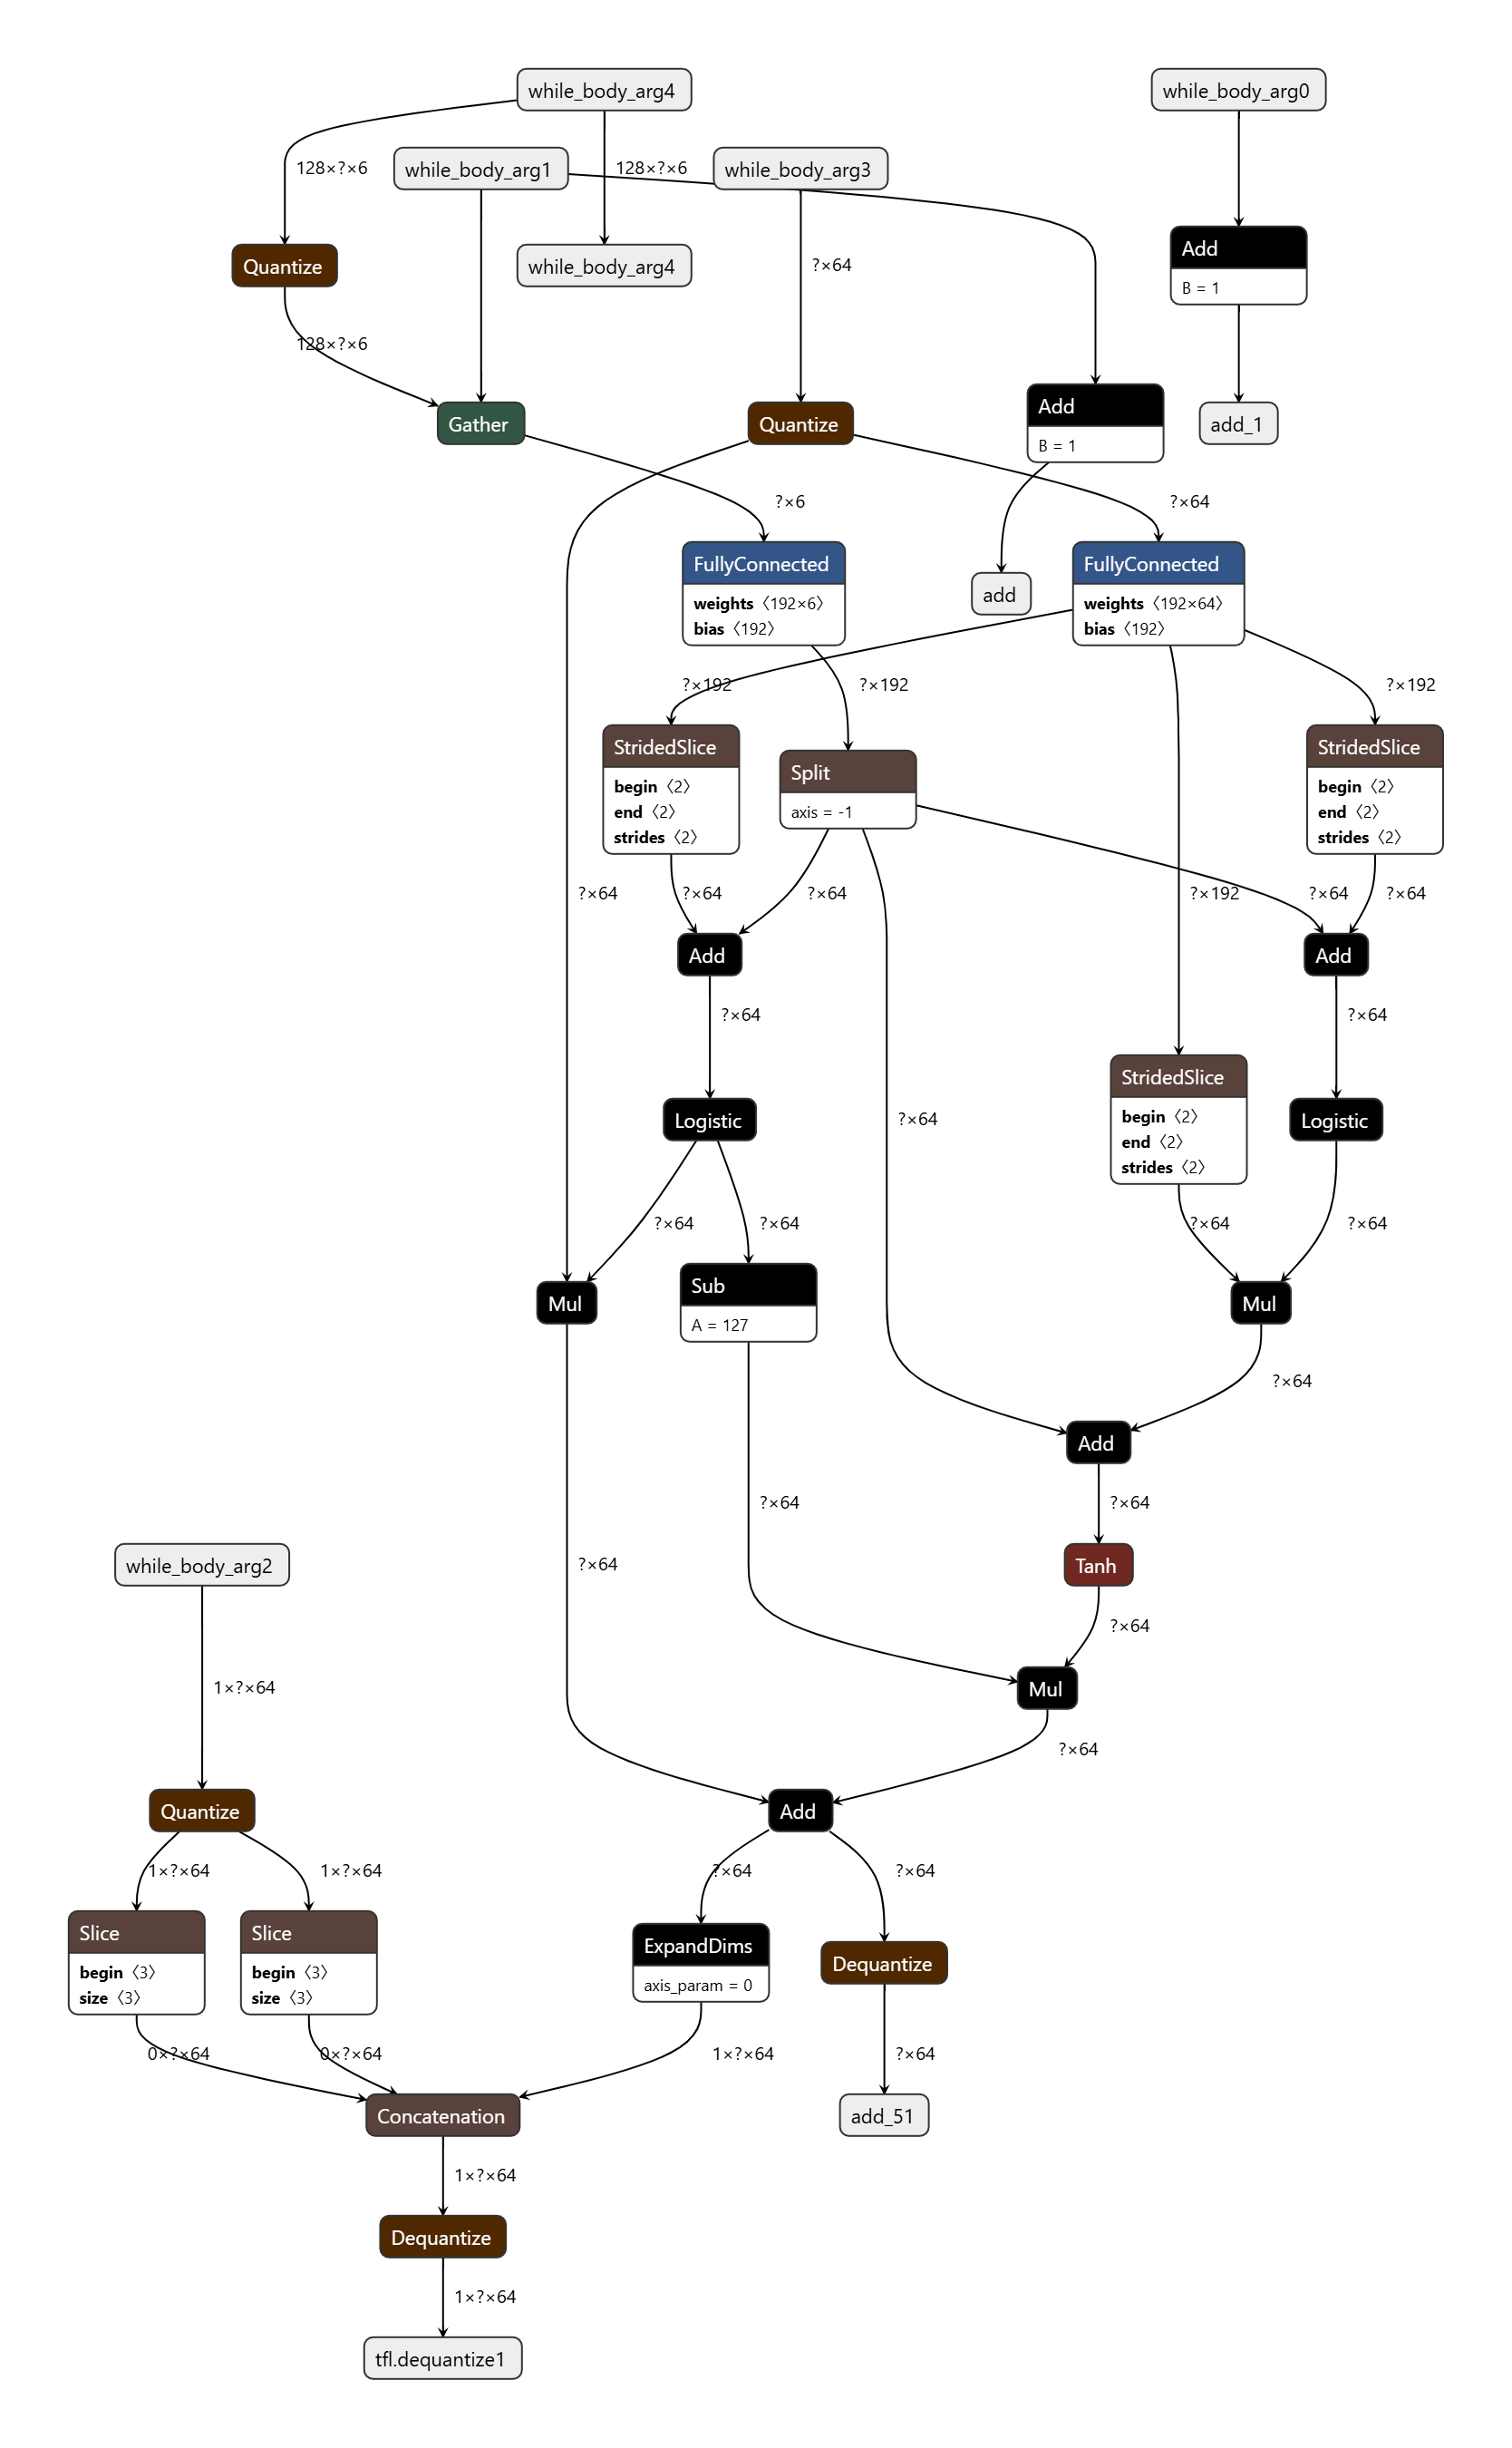 while_body_arg4
while_body_arg0
128×?×6
while_body_arg1
128×?×6
while_body_arg3
Quantize
while_body_arg4
?×64
Add
B = 1
128×?×6
Gather
Quantize
Add
B = 1
add_1
?×6
?×64
FullyConnected
weights〈192×6〉
bias〈192〉
add
FullyConnected
weights〈192×64〉
bias〈192〉
?×192
?×192
?×192
StridedSlice
begin〈2〉
end〈2〉
strides〈2〉
Split
axis = -1
StridedSlice
begin〈2〉
end〈2〉
strides〈2〉
?×64
?×64
?×64
?×192
?×64
?×64
Add
Add
?×64
?×64
Logistic
?×64
StridedSlice
begin〈2〉
end〈2〉
strides〈2〉
Logistic
?×64
?×64
?×64
?×64
Mul
Sub
A = 127
Mul
?×64
Add
?×64
?×64
while_body_arg2
?×64
Tanh
?×64
1×?×64
Mul
?×64
Quantize
Add
1×?×64
1×?×64
?×64
?×64
Slice
begin〈3〉
size〈3〉
Slice
begin〈3〉
size〈3〉
ExpandDims
axis_param = 0
Dequantize
0×?×64
0×?×64
1×?×64
?×64
Concatenation
add_51
1×?×64
Dequantize
1×?×64
tfl.dequantize1